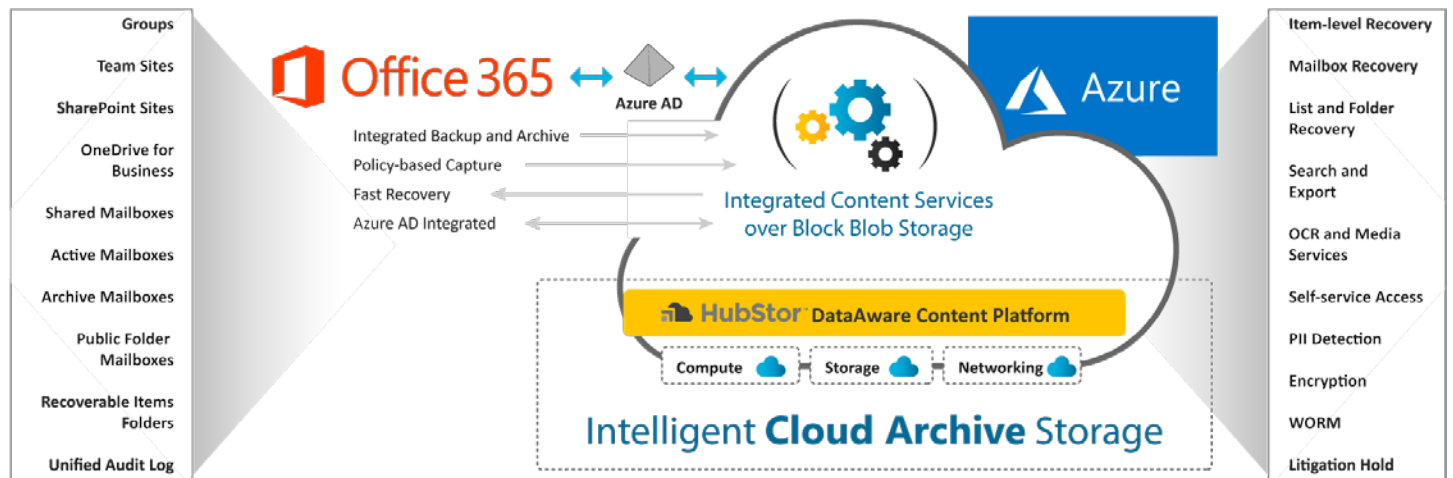 Groups
Team Sites
SharePoint Sites
OneDrive for
Business
Shared Mailboxes
Active Mailboxes
Archive Mailboxes
Public Folder
Mailboxes
Recoverable Items
Folders
Unified Audit Log
Office 365
Azure AD
Azure
Integrated Backup and Archive
Policy-based Capture
Fast Recovery
Azure AD Integrated
Integrated Content Services
over Block Blob Storage
HubStor DataAware Content Platform
Compute
Storage
Networking
Intelligent Cloud Archive Storage
Item-level Recovery
Mailbox Recovery
List and Folder
Recovery
Search and
Export
OCR and Media
Services
Self-service Access
PII Detection
Encryption
WORM
Litigation Hold